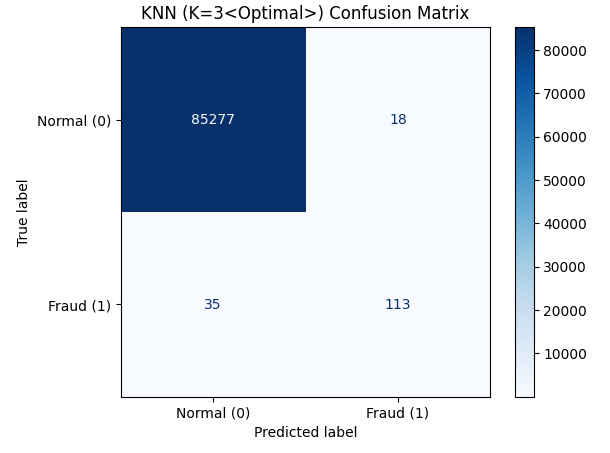 KNN (K=3<Optimal>) Confusion Matrix
True label
Normal (0)
85277
18
Fraud (1)
35
113
Normal (0)
Fraud (1)
Predicted label
80000
70000
60000
50000
40000
30000
20000
10000